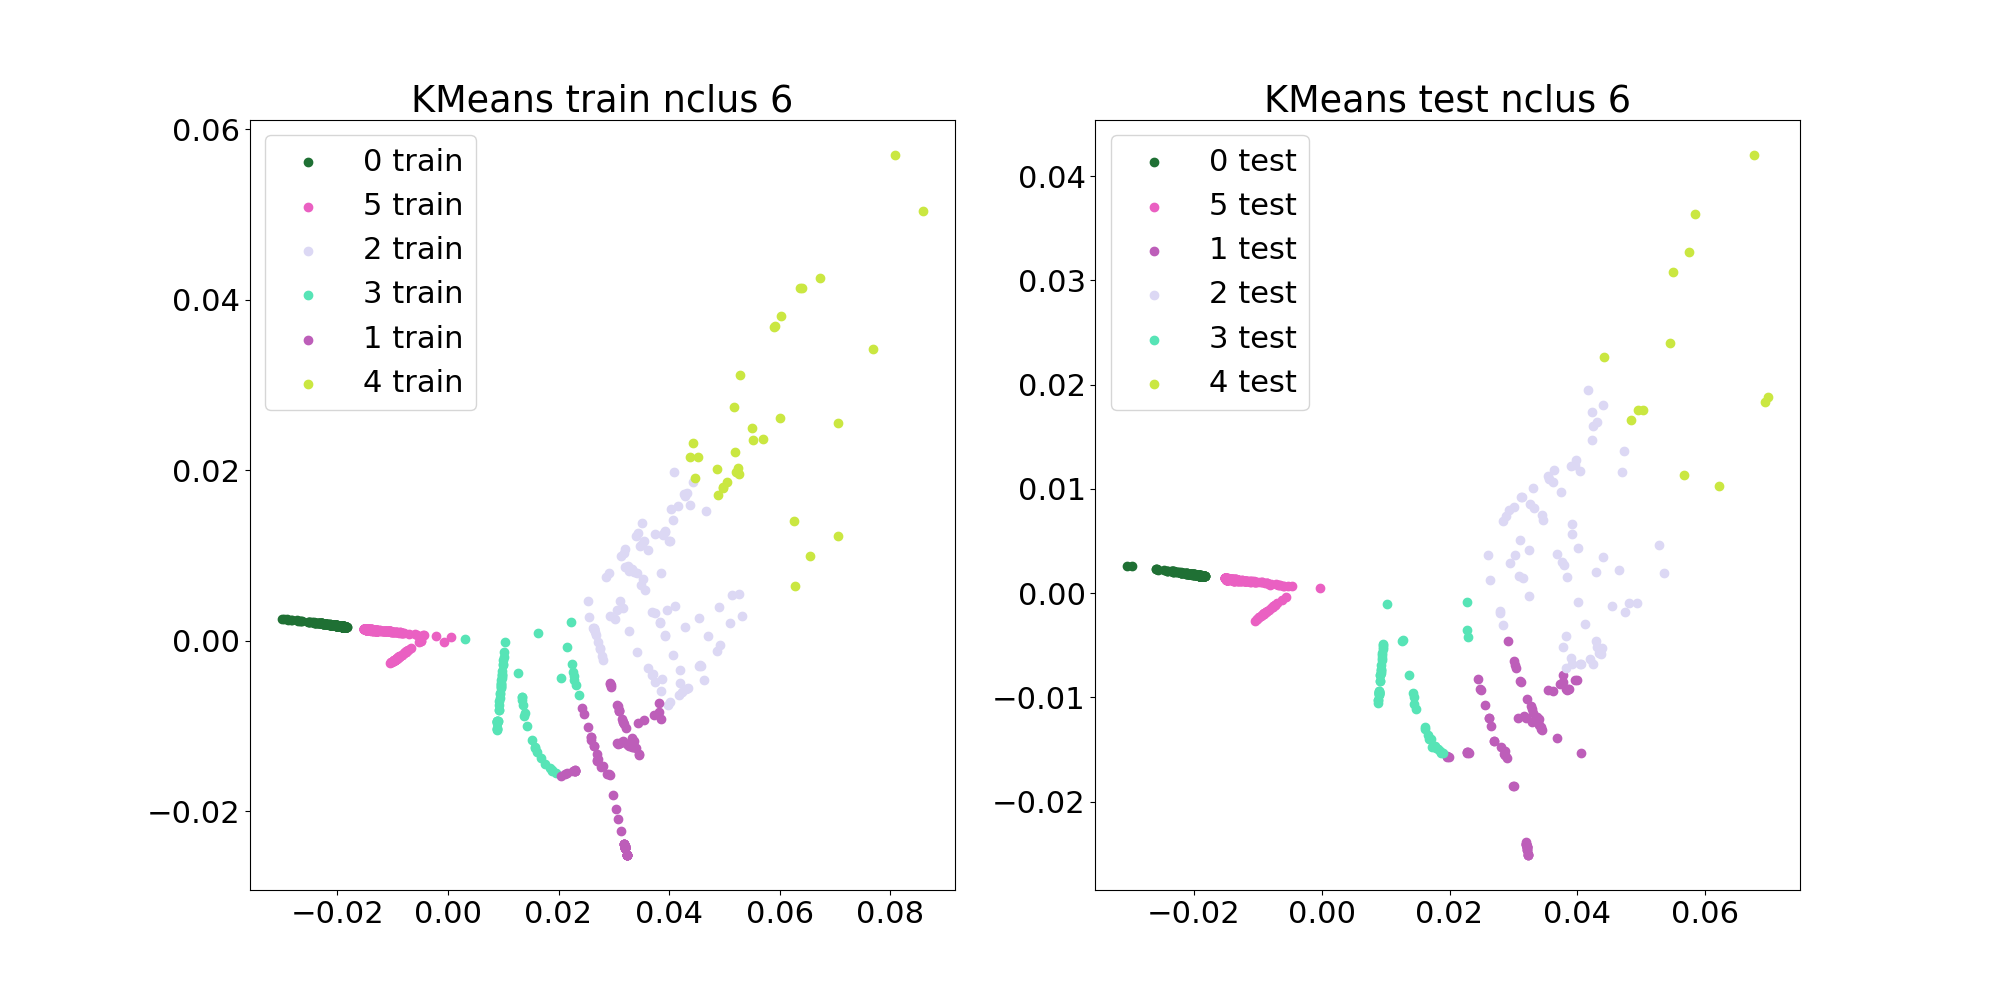 KMeans train nclus 6
0.06
0.04
0.02
0.00
−0.02
−0.02 0.00 0.02 0.04 0.06 0.08
0 train
5 train
2 train
3 train
1 train
4 train
KMeans test nclus 6
0.04
0.03
0.02
0.01
0.00
−0.01
−0.02
−0.02 0.00 0.02 0.04 0.06
0 test
5 test
1 test
2 test
3 test
4 test